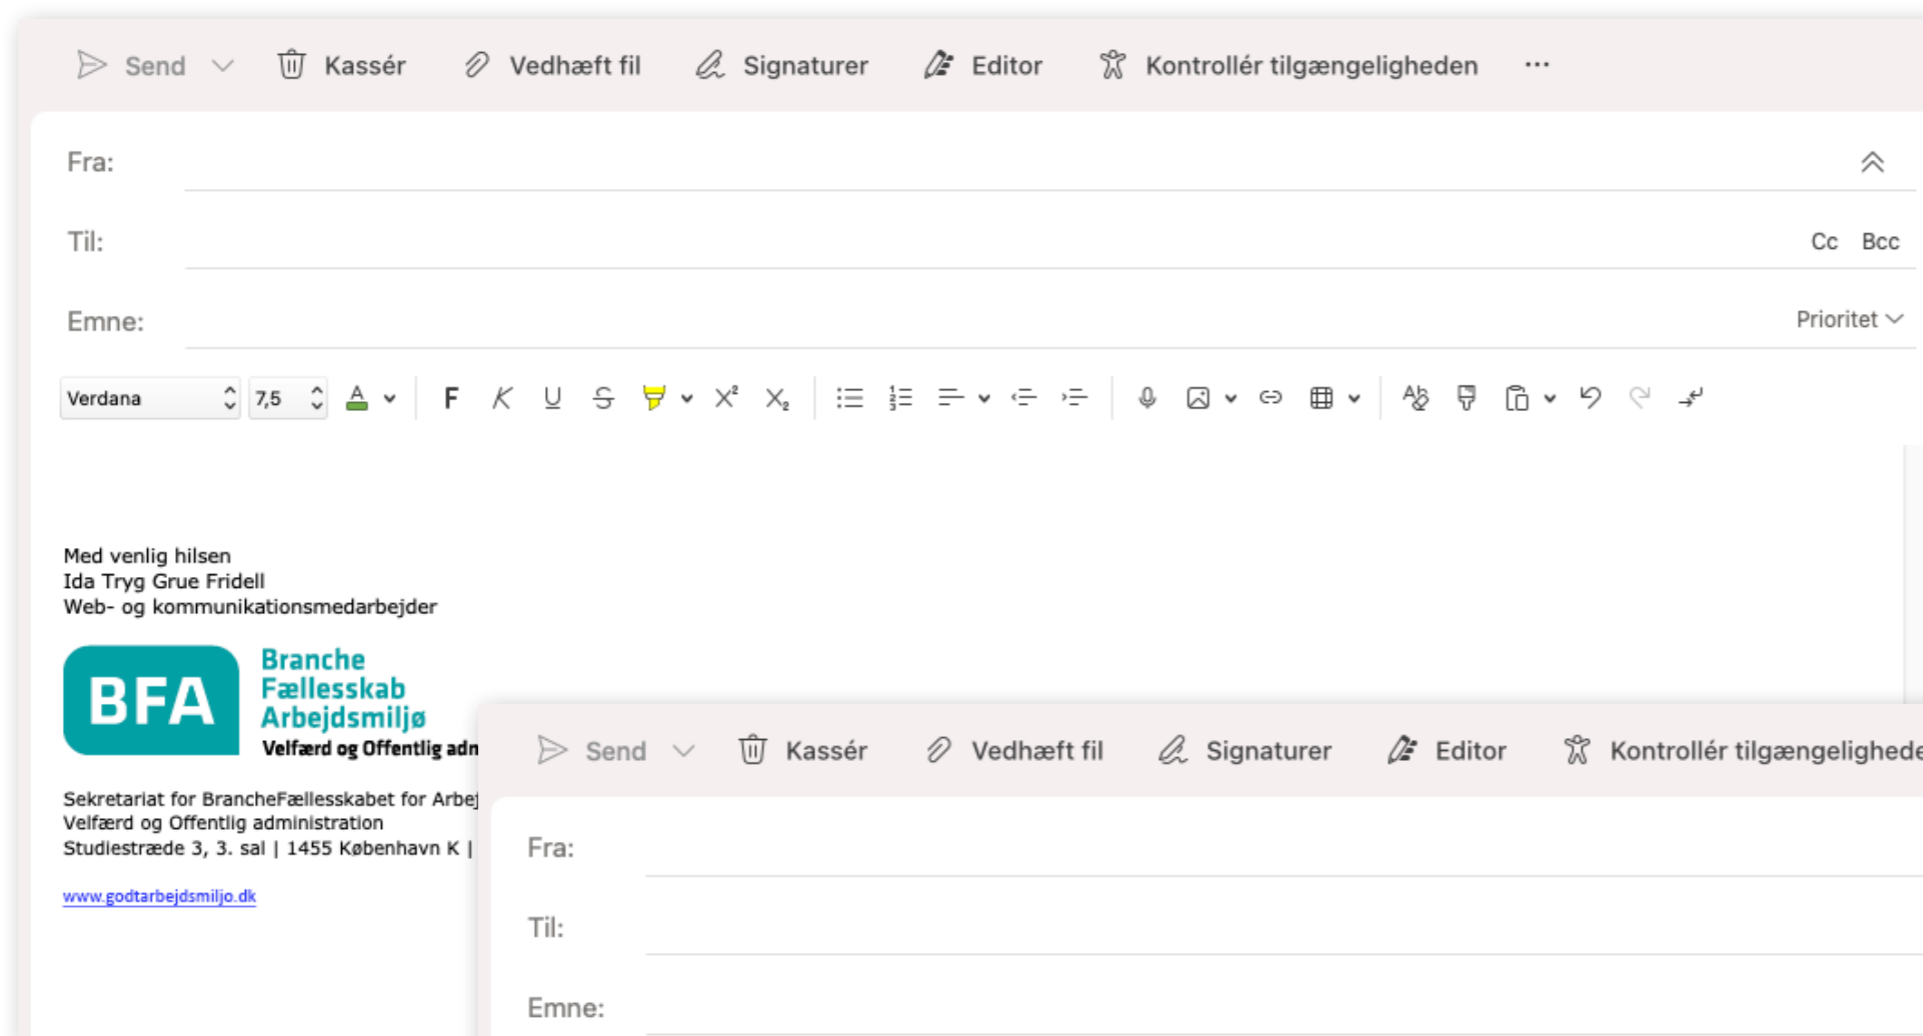 Send Kassér Vedhæft fil Signaturer Editor Kontrollér tilgængeligheden ...
Fra:
Til: Cc Bcc
Emne: Prioritet
Verdana 7,5 A F K U S X² X₂ Ab
Med venlig hilsen
Ida Tryg Grue Fridell
Web- og kommunikationsmedarbejder
BFA
Branche
Fællesskab
Arbejdsmiljø
Velfærd og Offentlig
Sekretariat for BrancheFællesskabet for
Velfærd og Offentlig administration
Studiestræde 3, 3. sal | 1455 København K |
www.godtarbejdsmiljo.dk
Send Kassér Vedhæft fil Signaturer Editor Kontrollér
Fra:
Til:
Emne: